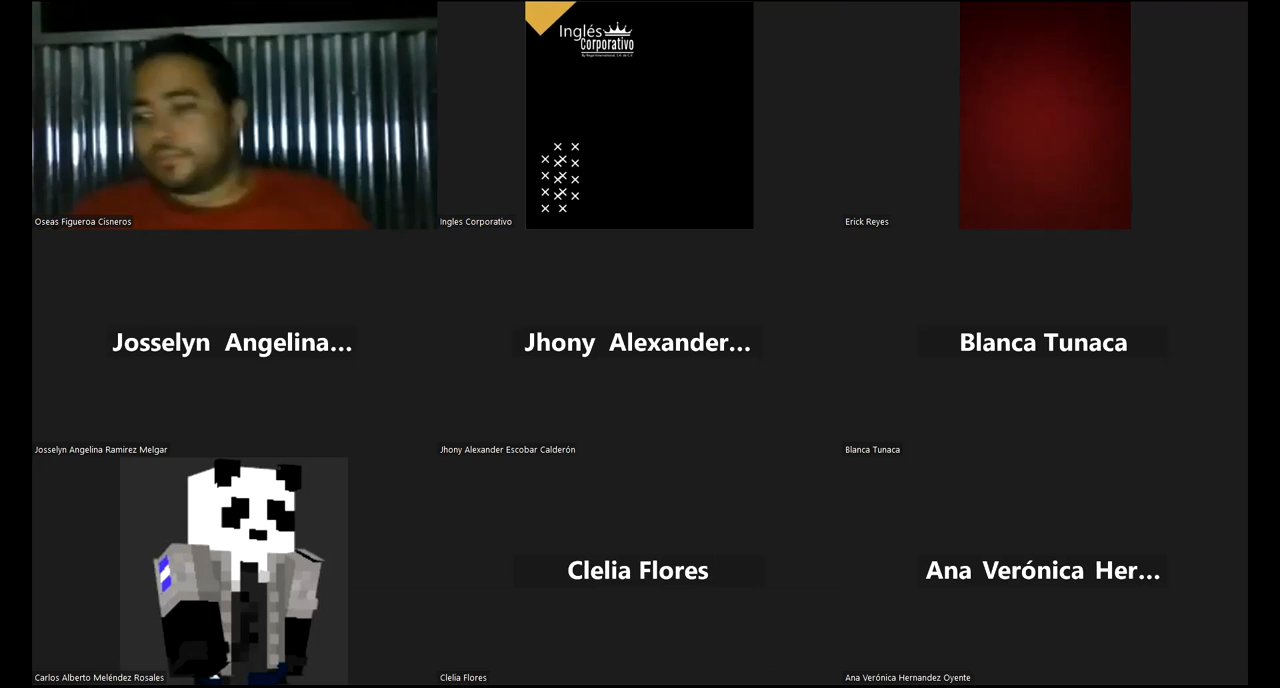 Inglés
Corporativo
Oseas Figueroa Cisneros
Ingles Corporativo
Erick Reyes
Josselyn Angelina...
Jhony Alexander...
Blanca Tunaca
Josselyn Angelina Ramirez Melgar
Jhony Alexander Escobar Calderón
Blanca Tunaca
Clelia Flores
Ana Verónica Her...
Carlos Alberto Meléndez Rosales
Clelia Flores
Ana Verónica Hernandez Oyente